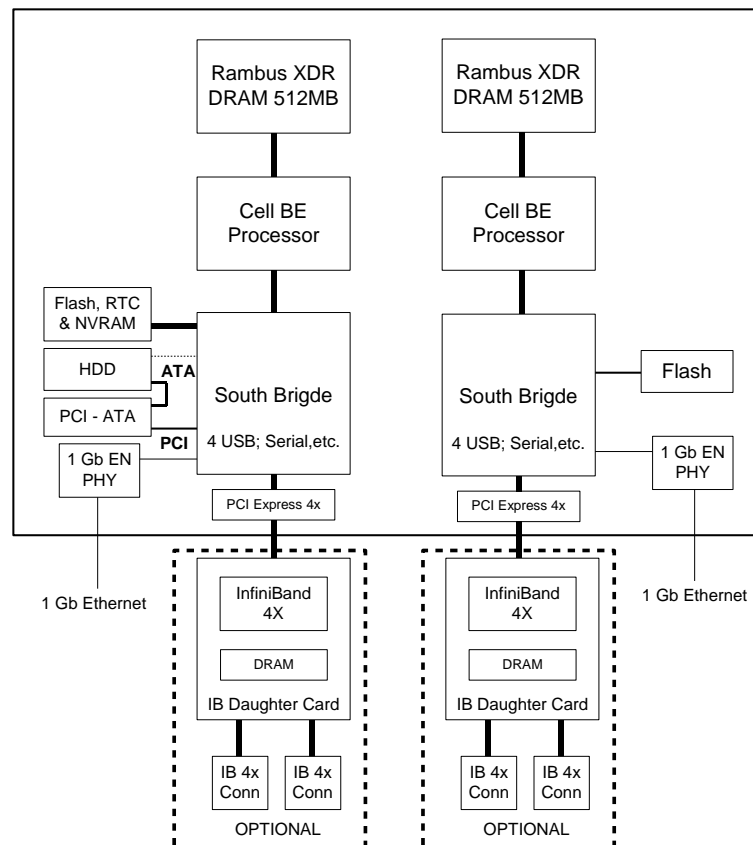 Rambus XDR
DRAM 512MB
Rambus XDR
DRAM 512MB
Cell BE
Processor
Cell BE
Processor
Flash, RTC
& NVRAM
HDD
ATA
PCI - ATA
PCI
1 Gb EN
PHY
South Brigde
4 USB; Serial,etc.
South Brigde
4 USB; Serial,etc.
Flash
1 Gb EN
PHY
PCI Express 4x
PCI Express 4x
1 Gb Ethernet
1 Gb Ethernet
InfiniBand
4X
DRAM
IB Daughter Card
IB 4x
Conn
IB 4x
Conn
OPTIONAL
InfiniBand
4X
DRAM
IB Daughter Card
IB 4x
Conn
IB 4x
Conn
OPTIONAL